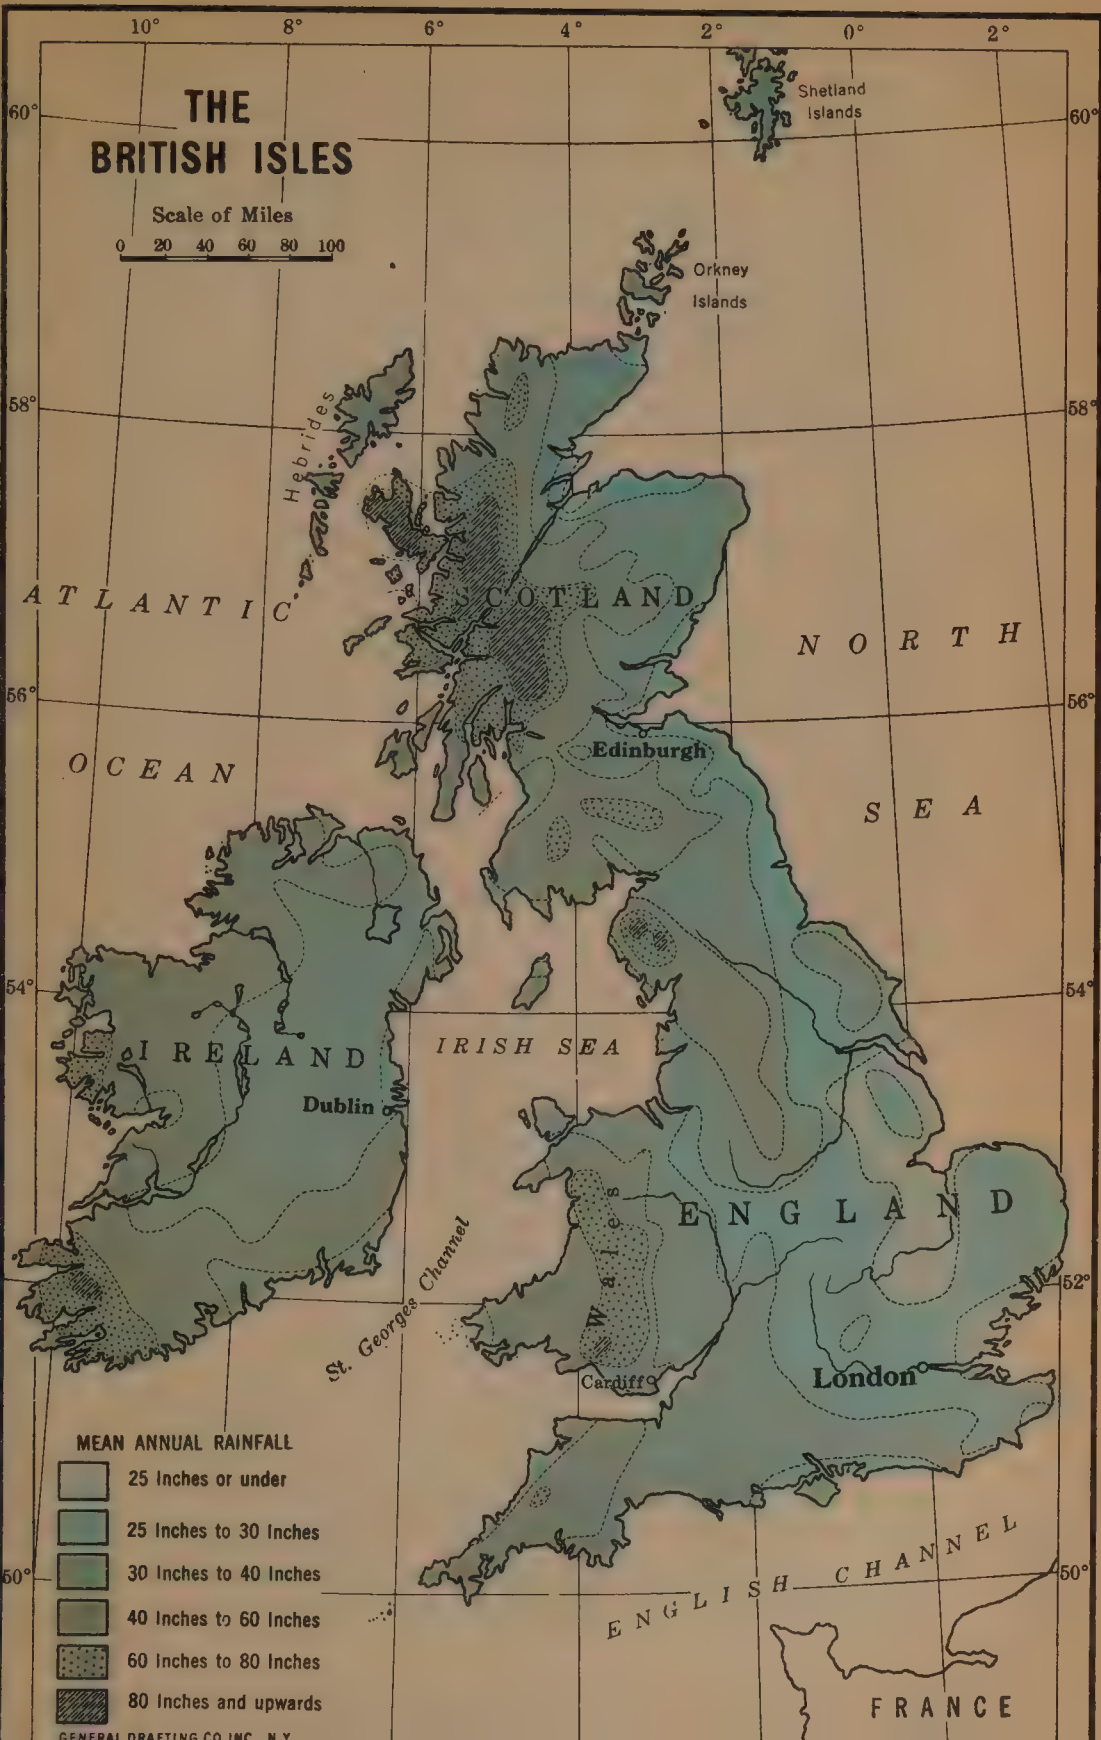 10° 8° 6° 4° 2° 0° 2°
THE
BRITISH ISLES
Scale of Miles
0 20 40 60 80 100
Shetland
Islands
60° 60°
Orkney
Islands
Hebrides
58° 58°
ATLANTIC
OCEAN
SCOTLAND
NORTH
SEA
56° 56°
Edinburgh
54° 54°
IRELAND
IRISH SEA
Dublin
ENGLAND
Wales
St. Georges Channel
52°
Cardiff
London
MEAN ANNUAL RAINFALL
25 Inches or under
25 Inches to 30 Inches
30 Inches to 40 Inches
40 Inches to 60 Inches
60 Inches to 80 Inches
80 Inches and upwards
50° 50°
ENGLISH CHANNEL
FRANCE
GENERAL DRAFTING CO. INC. N.Y.